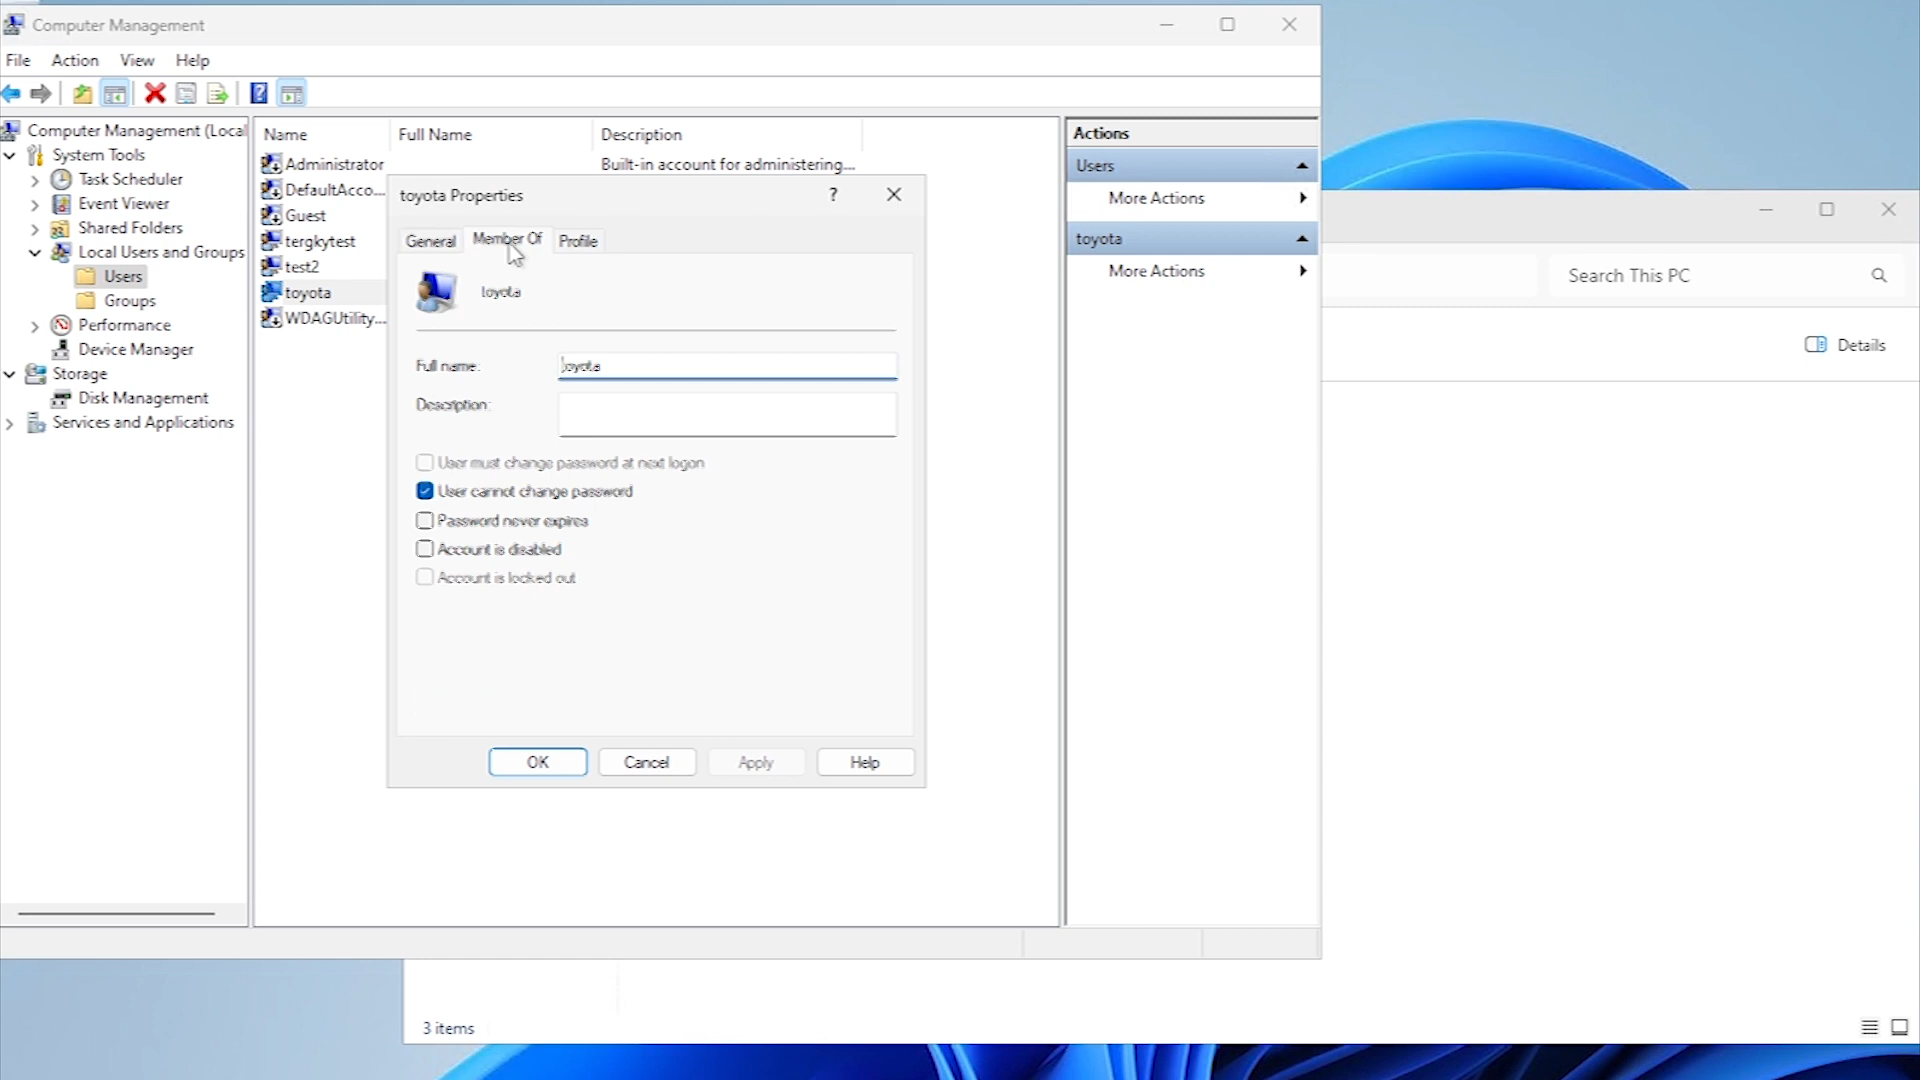 Computer Management
File Action View Help
Computer Management (Local
System Tools
Task Scheduler
Event Viewer
Shared Folders
Local Users and Groups
Users
Groups
Performance
Device Manager
Storage
Disk Management
Services and Applications
Name Full Name Description
Administrator Built-in account for administering...
DefaultAcco...
Guest
tergkytest
test2
toyota
WDAGUtility...
toyota Properties
General Member Of Profile
toyota
Full name: toyota
Description:
User must change password at next logon
User cannot change password
Password never expires
Account is disabled
Account is locked out
OK Cancel Apply Help
Actions
Users
More Actions
toyota
More Actions
Search This PC
Details
3 items